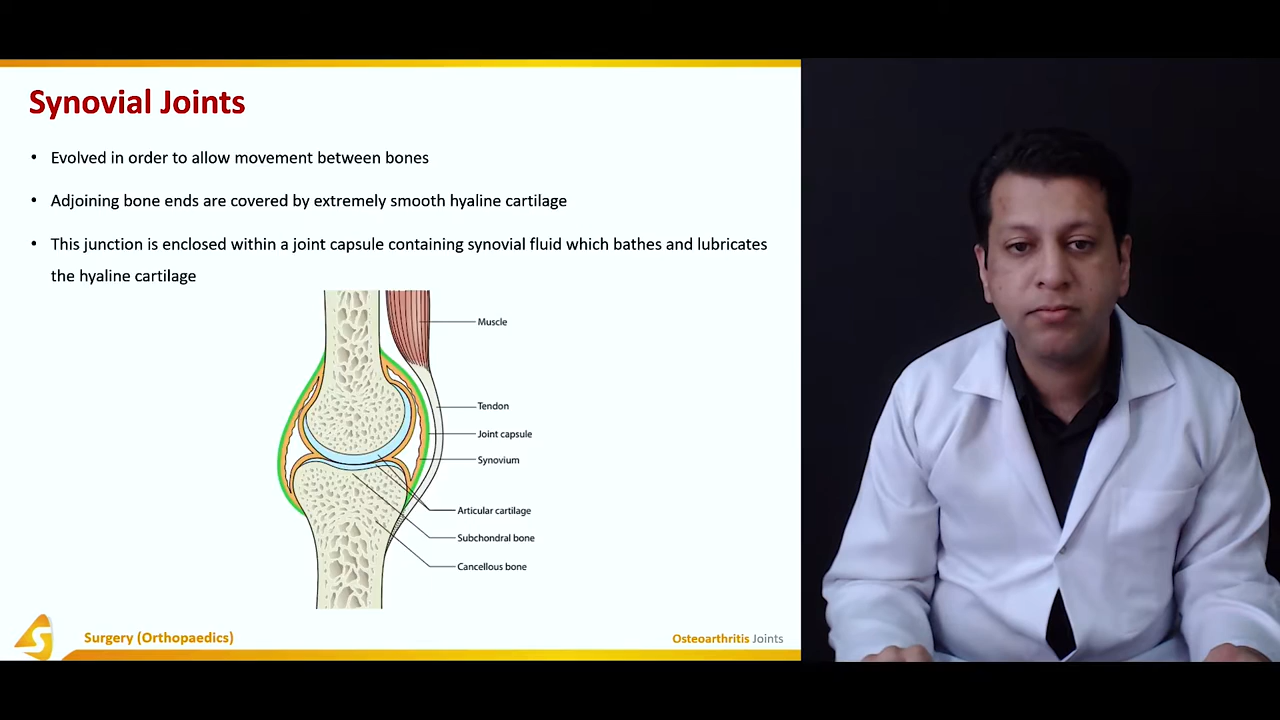 Synovial Joints
• Evolved in order to allow movement between bones
• Adjoining bone ends are covered by extremely smooth hyaline cartilage
• This junction is enclosed within a joint capsule containing synovial fluid which bathes and lubricates
the hyaline cartilage
Muscle
Tendon
Joint capsule
Synovium
Articular cartilage
Subchondral bone
Cancellous bone
Surgery (Orthopaedics)
Osteoarthritis Joints